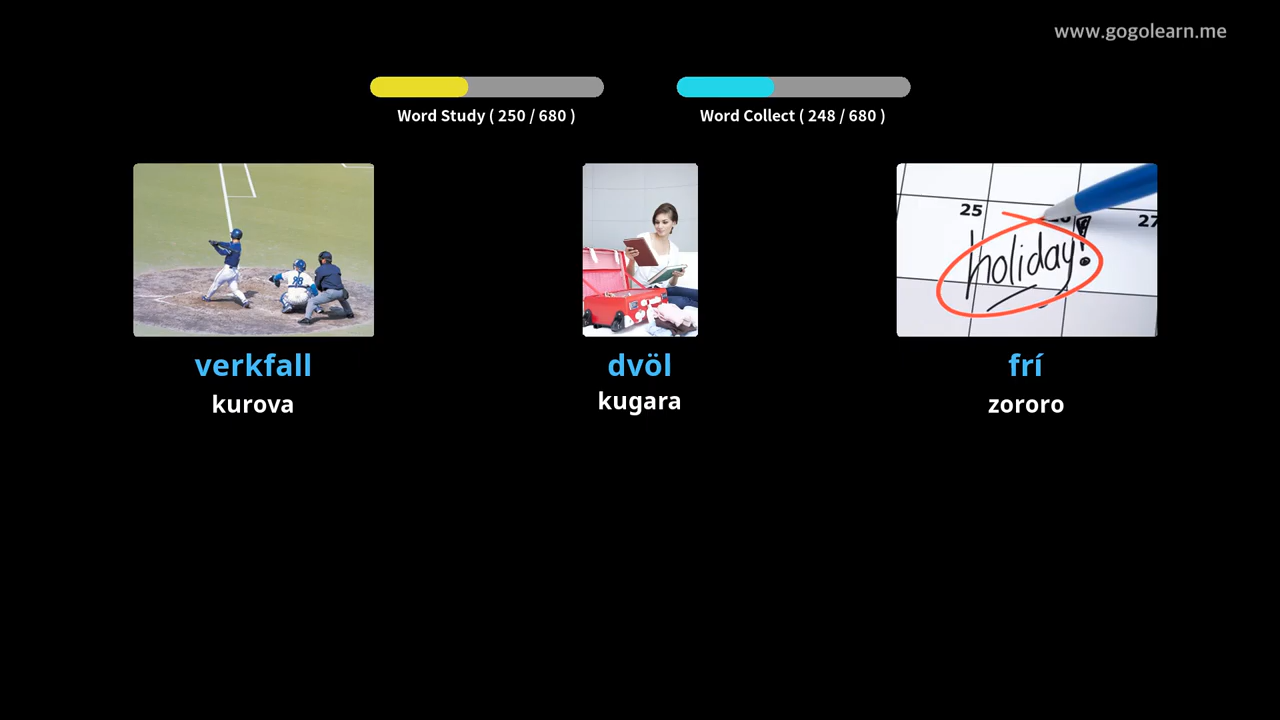 www.gogolearn.me
Word Study ( 250 / 680 )
Word Collect ( 248 / 680 )
25
27
holiday!
verkfall
dvöl
frí
kurova
kugara
zororo